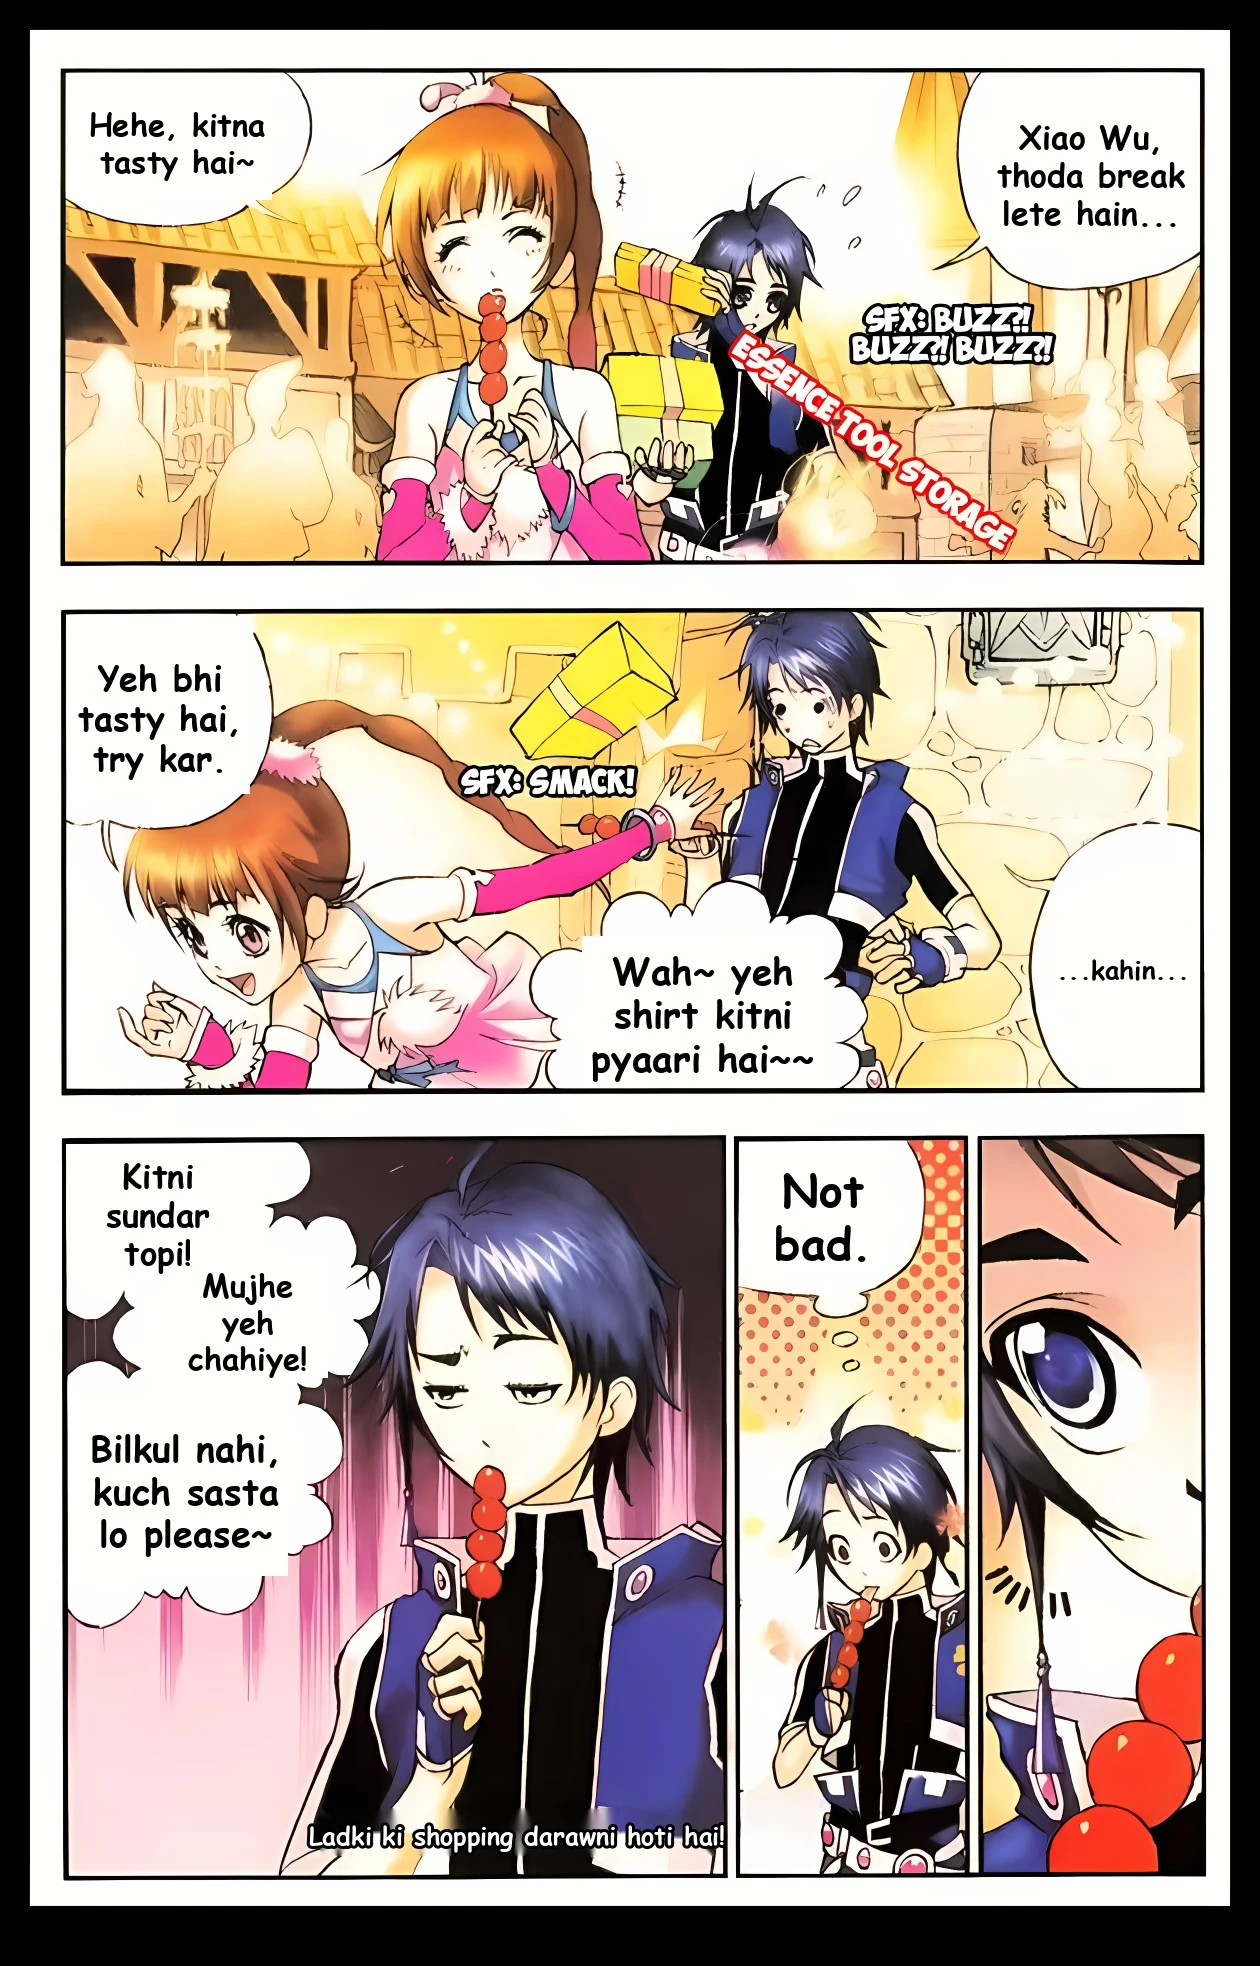 Hehe, kitna
tasty hai~
Xiao Wu,
thoda break
lete hain...
SFX: BUZZ?!
BUZZ?! BUZZ?!
ESSENCE TOOL STORAGE
Yeh bhi
tasty hai,
try kar.
SFX: SMACK!
...kahin...
Wah~ yeh
shirt kitni
pyaari hai~~
Kitni
sundar
topi!
Mujhe
yeh
chahiye!
Bilkul nahi,
kuch sasta
lo please~
Ladki ki shopping darawni hoti hai!
Not
bad.